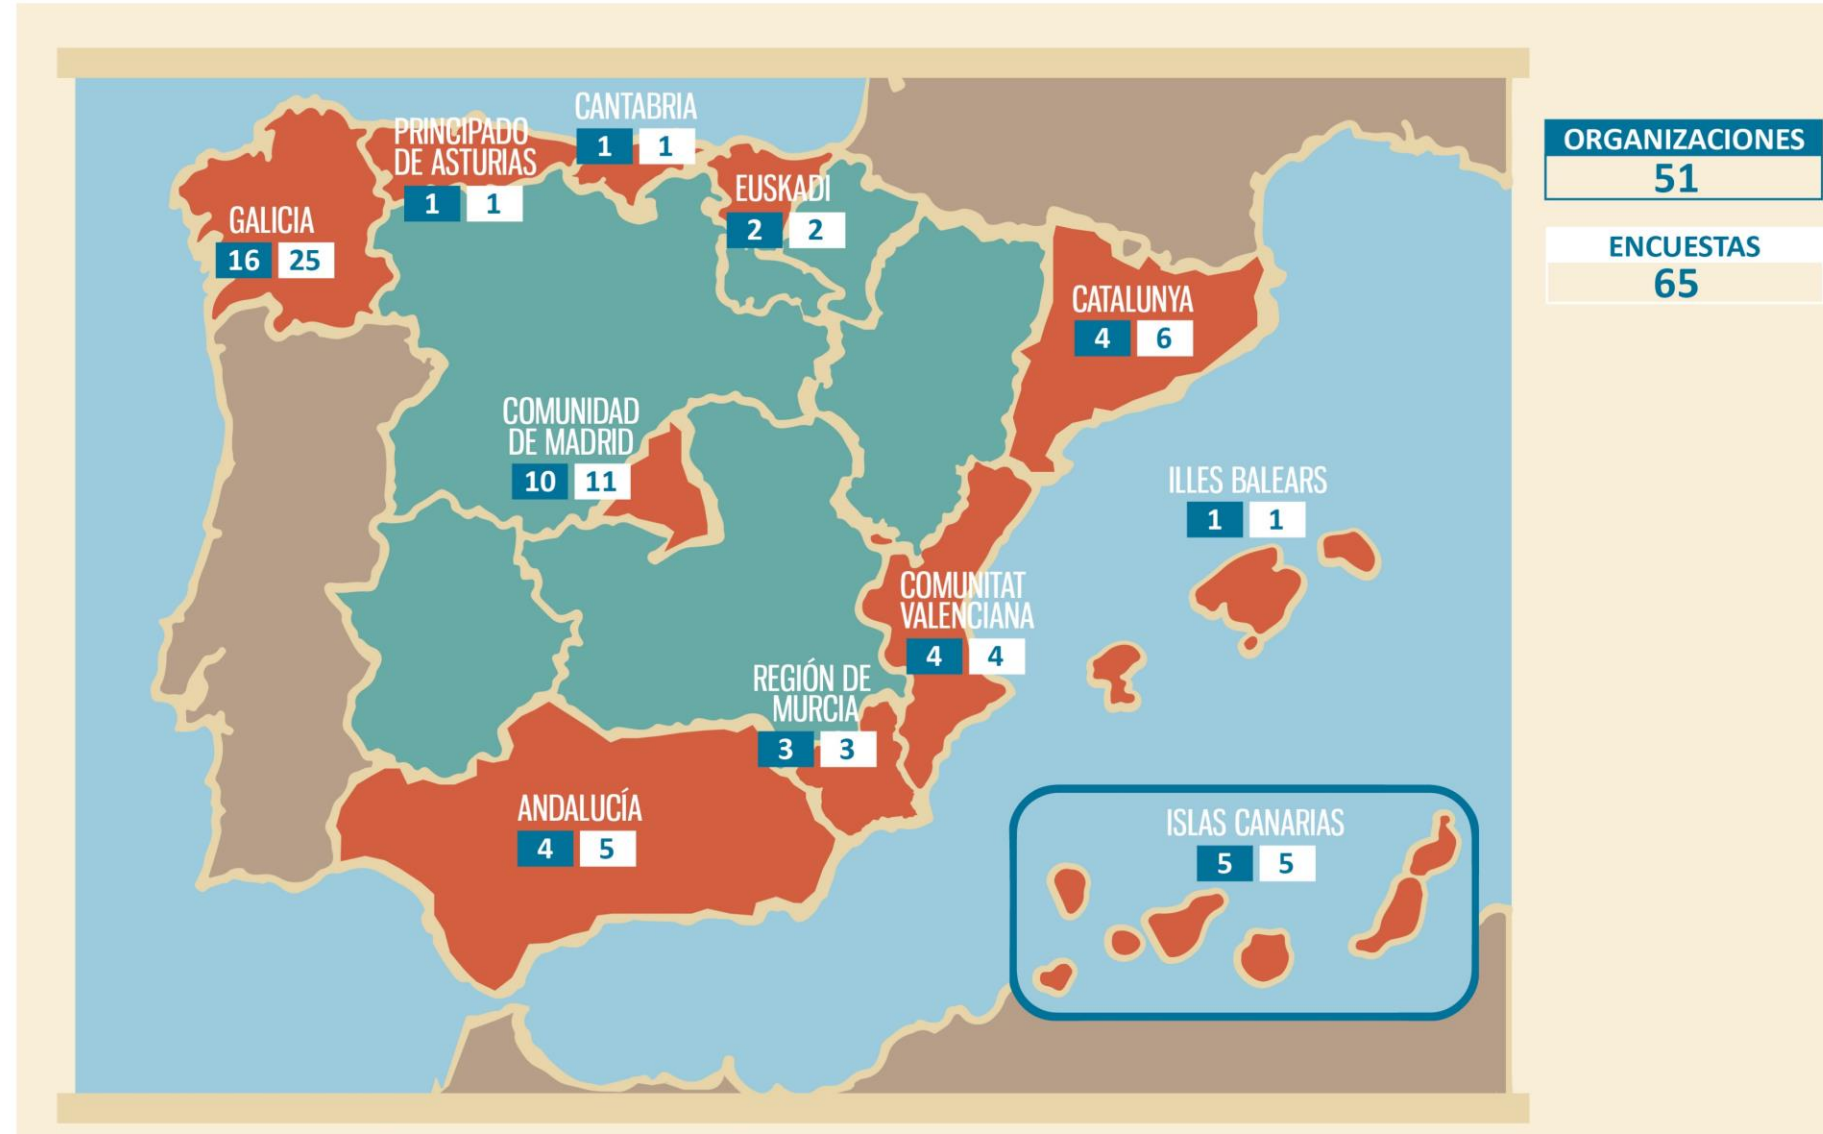 CANTABRIA
1 1
PRINCIPADO
DE ASTURIAS
1 1
EUSKADI
2 2
GALICIA
16 25
CATALUNYA
4 6
COMUNIDAD
DE MADRID
10 11
ILLES BALEARS
1 1
COMUNITAT
VALENCIANA
4 4
REGIÓN DE
MURCIA
3 3
ANDALUCÍA
4 5
ISLAS CANARIAS
5 5
ORGANIZACIONES
51
ENCUESTAS
65